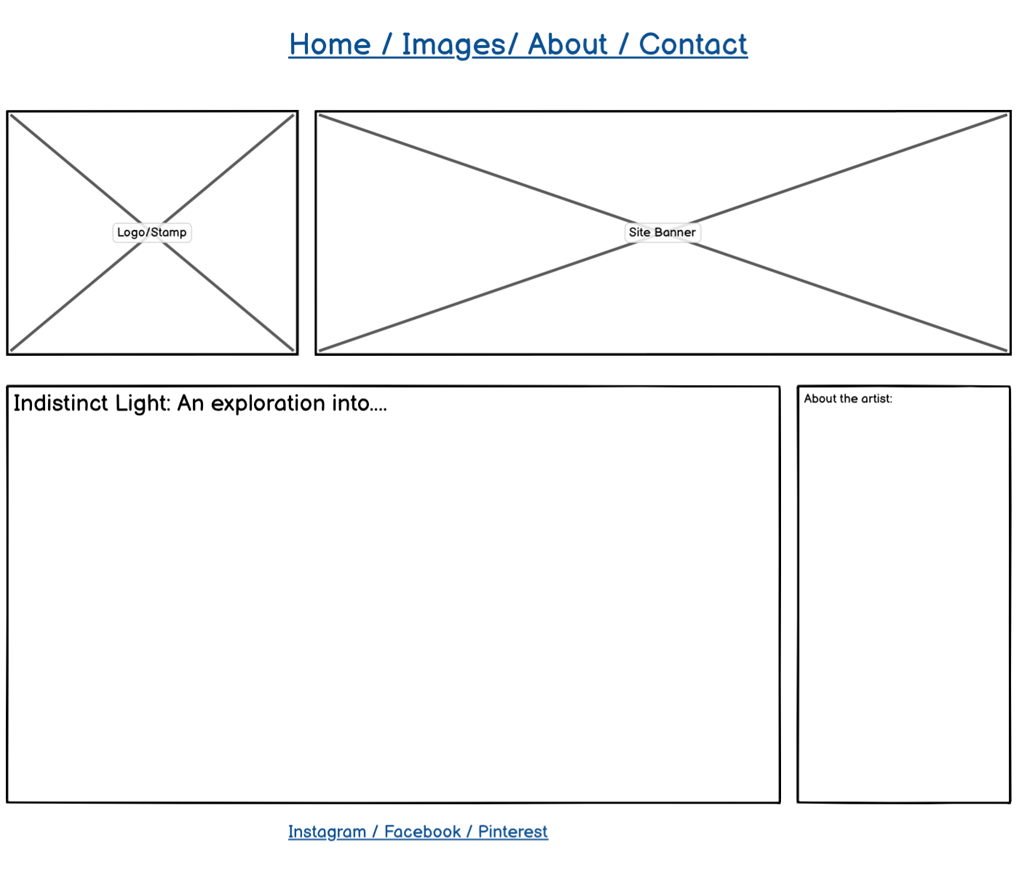 Home / Images/ About / Contact
Logo/Stamp
Site Banner
Indistinct Light: An exploration into....
About the artist:
Instagram / Facebook / Pinterest